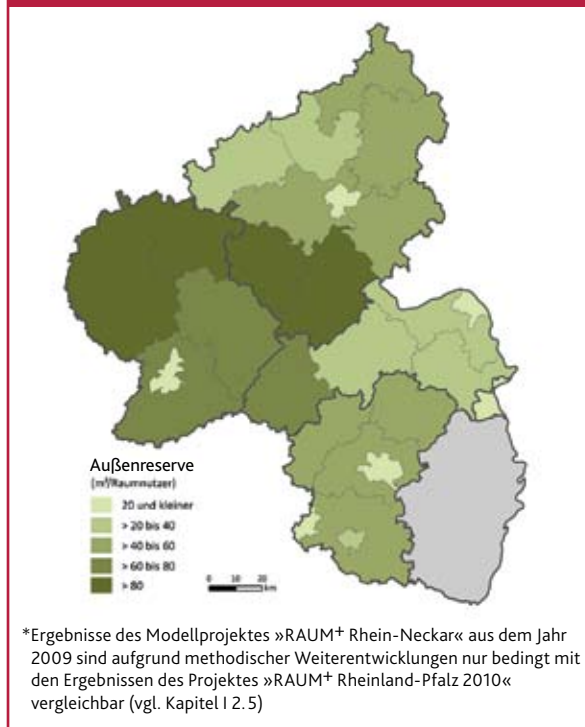 Außenreserve
(m²/Raumnutzer)
20 und kleiner
> 20 bis 40
> 40 bis 60
> 60 bis 80
> 80
0 10 20
km
*Ergebnisse des Modellprojektes »RAUM+ Rhein-Neckar« aus dem Jahr
2009 sind aufgrund methodischer Weiterentwicklungen nur bedingt mit
den Ergebnissen des Projektes »RAUM+ Rheinland-Pfalz 2010«
vergleichbar (vgl. Kapitel I 2.5)